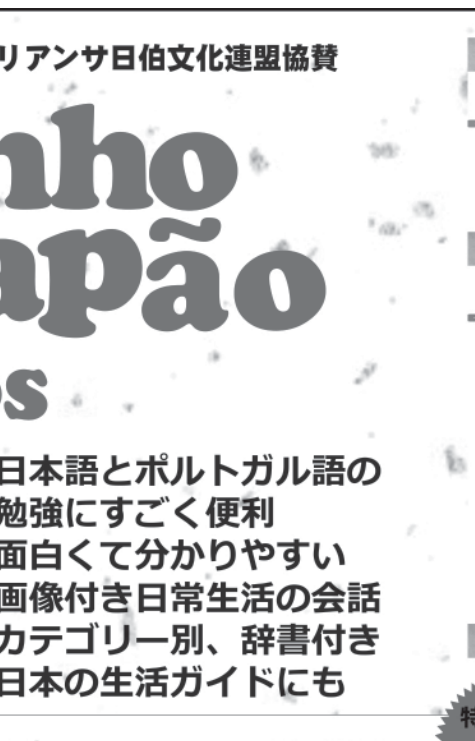 リアンサ日伯文化連盟協賛
nho
apão
os
日本語とポルトガル語の
勉強にすごく便利
面白くて分かりやすい
画像付き日常生活の会話
カテゴリー別、辞書付き
日本の生活ガイドにも
特